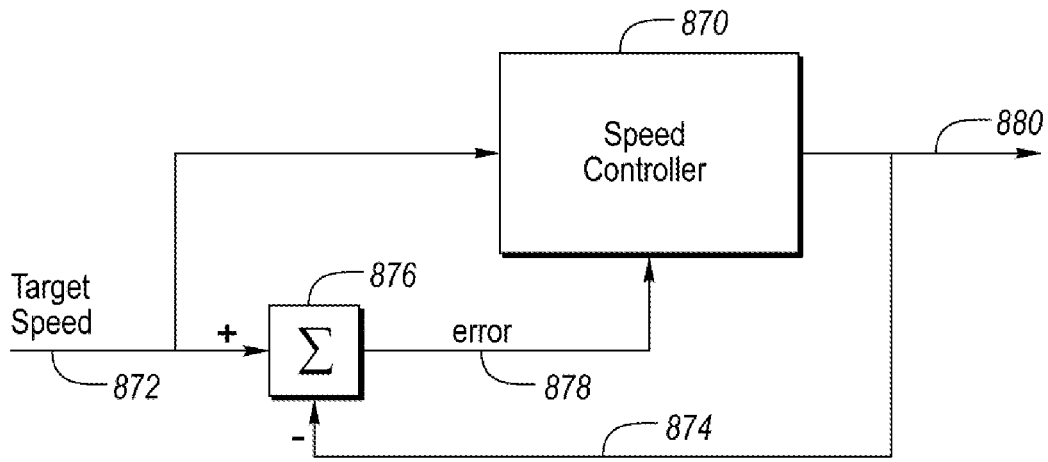 870
Speed
Controller
880
Target
Speed
872
+
876
Σ
error
878
-
874